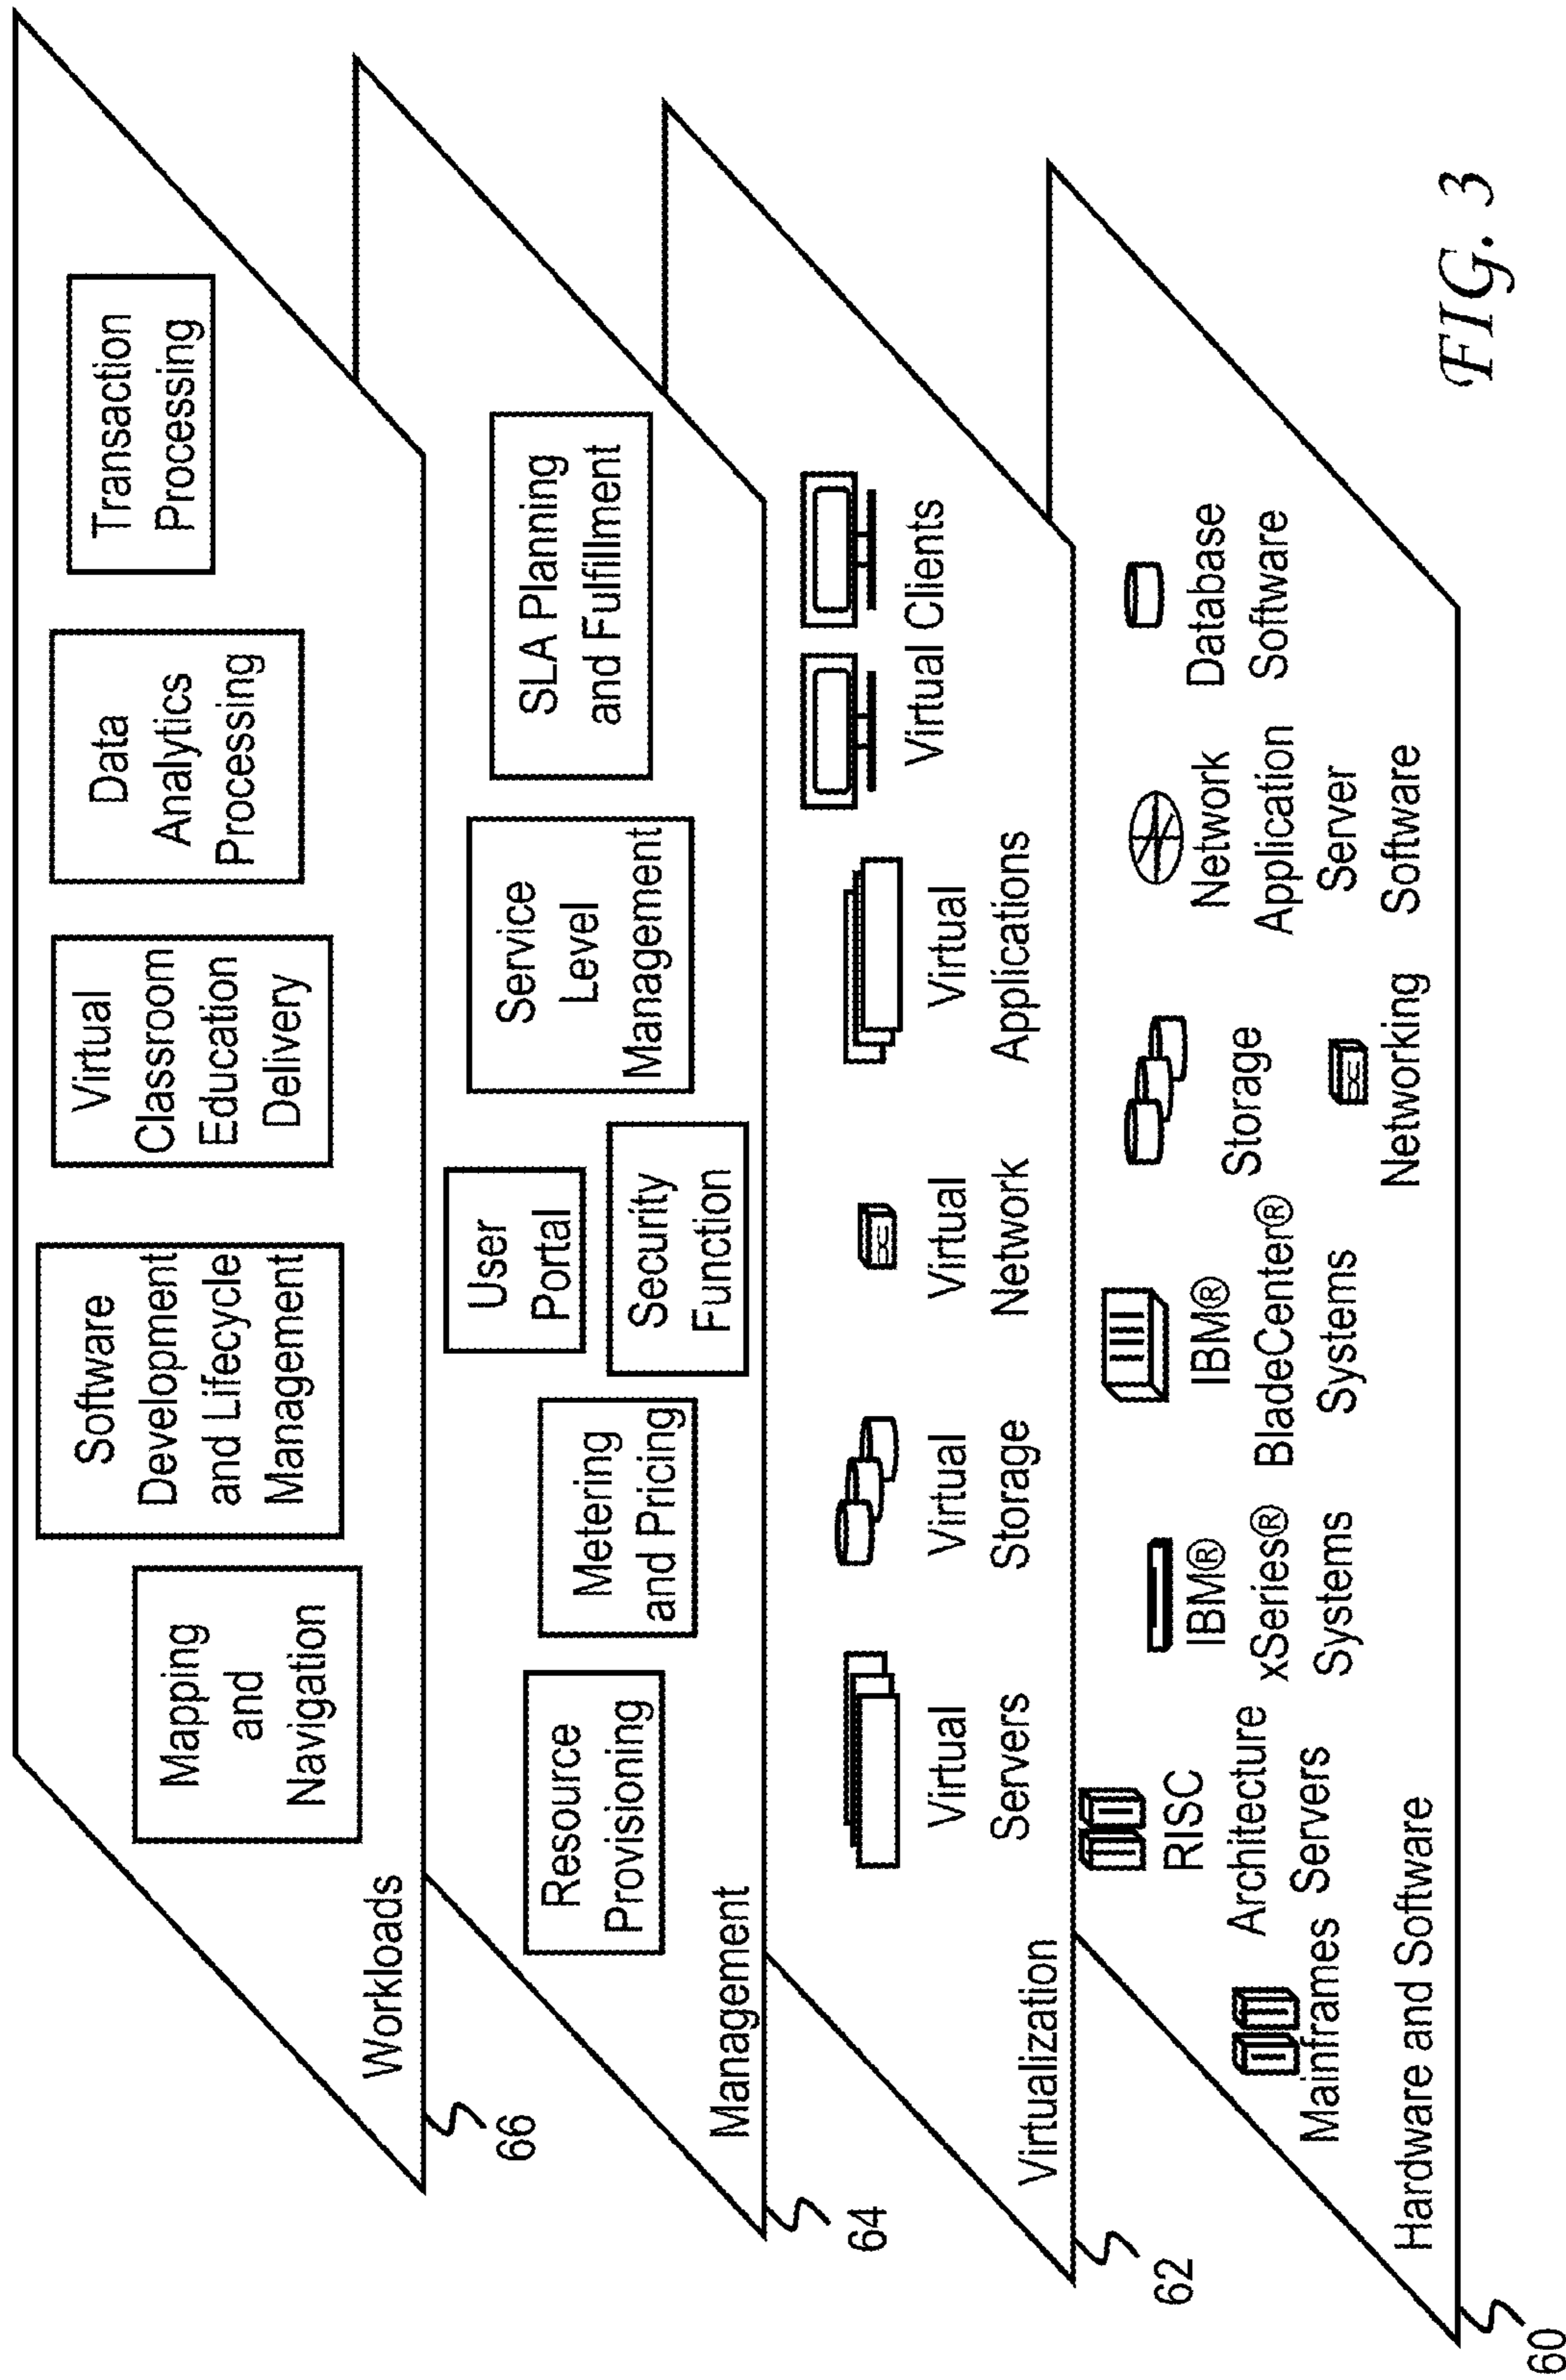 Mapping
and
Navigation
Software
Development
and Lifecycle
Management
Virtual
Classroom
Education
Delivery
Data
Analytics
Processing
Transaction
Processing
Workloads
66
Resource
Provisioning
Metering
and Pricing
User
Portal
Security
Function
Service
Level
Management
SLA Planning
and Fulfillment
Management
64
Virtual
Servers
Virtual
Storage
Virtual
Network
Virtual
Applications
Virtual Clients
Virtualization
62
Mainframes
RISC
Architecture
Servers
IBM®
xSeries®
Systems
IBM®
BladeCenter®
Systems
Storage
Networking
Network
Application
Server
Software
Database
Software
Hardware and Software
60
FIG. 3